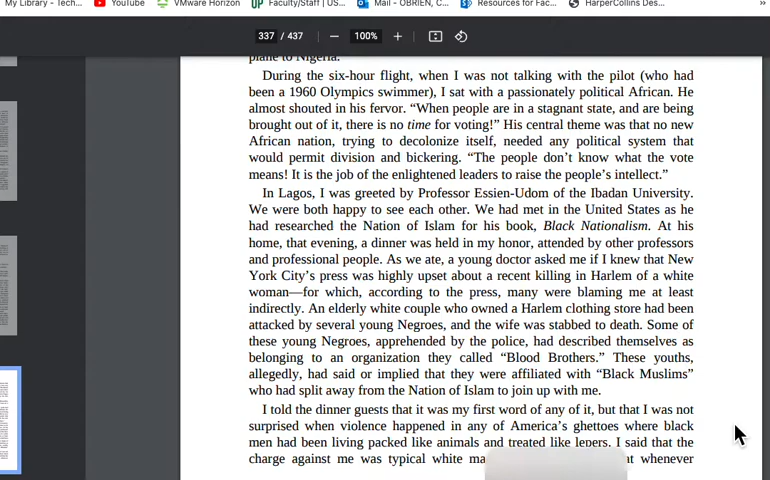 My Library - Tech...
YouTube
VMware Horizon
UP Faculty/Staff | US...
Mail - OBRIEN, C...
Resources for Fac...
HarperCollins Des...
»
337 / 437
100%
plane to Nigeria.
During the six-hour flight, when I was not talking with the pilot (who had
been a 1960 Olympics swimmer), I sat with a passionately political African. He
almost shouted in his fervor. “When people are in a stagnant state, and are being
brought out of it, there is no time for voting!” His central theme was that no new
African nation, trying to decolonize itself, needed any political system that
would permit division and bickering. “The people don’t know what the vote
means! It is the job of the enlightened leaders to raise the people’s intellect.”
In Lagos, I was greeted by Professor Essien-Udom of the Ibadan University.
We were both happy to see each other. We had met in the United States as he
had researched the Nation of Islam for his book, Black Nationalism. At his
home, that evening, a dinner was held in my honor, attended by other professors
and professional people. As we ate, a young doctor asked me if I knew that New
York City’s press was highly upset about a recent killing in Harlem of a white
woman—for which, according to the press, many were blaming me at least
indirectly. An elderly white couple who owned a Harlem clothing store had been
attacked by several young Negroes, and the wife was stabbed to death. Some of
these young Negroes, apprehended by the police, had described themselves as
belonging to an organization they called “Blood Brothers.” These youths,
allegedly, had said or implied that they were affiliated with “Black Muslims”
who had split away from the Nation of Islam to join up with me.
I told the dinner guests that it was my first word of any of it, but that I was not
surprised when violence happened in any of America’s ghettoes where black
men had been living packed like animals and treated like lepers. I said that the
charge against me was typical white ma at whenever